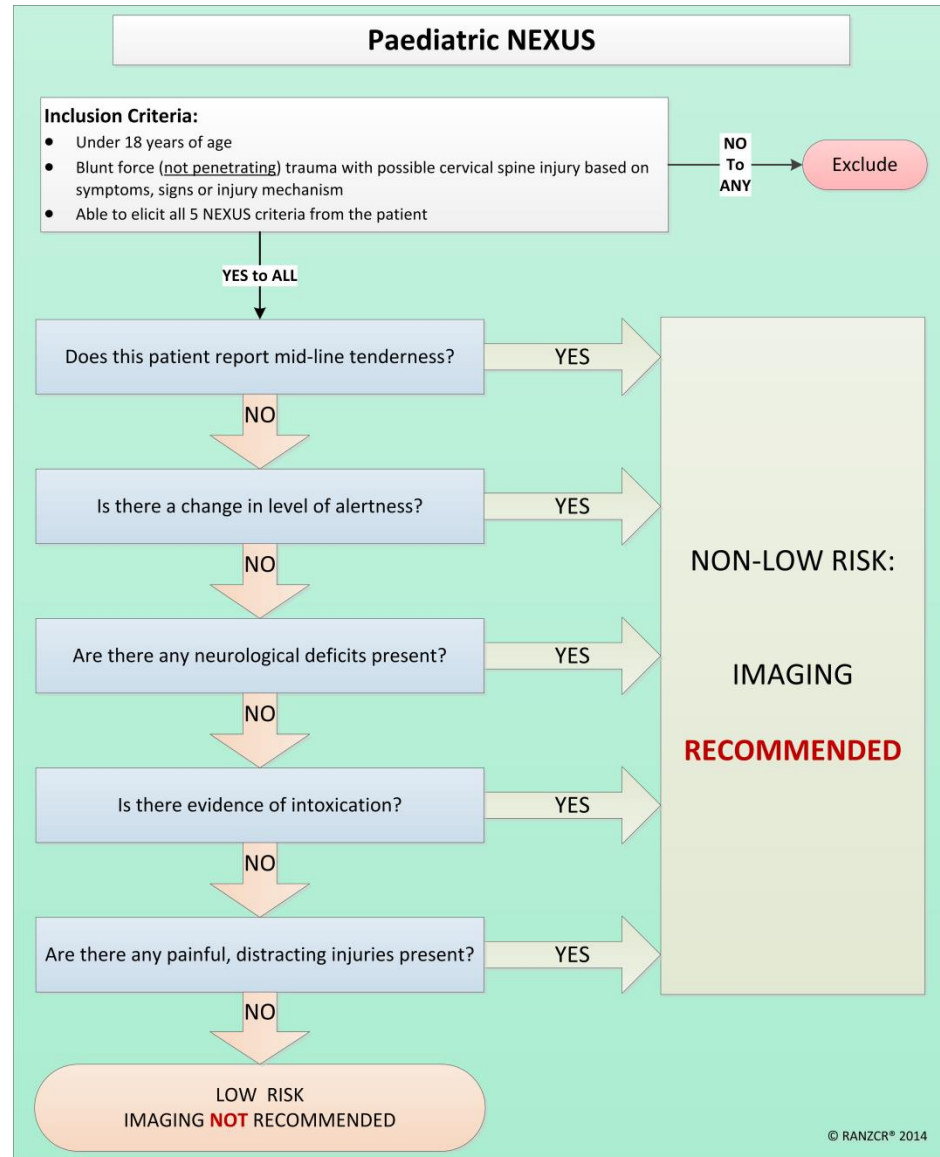 Paediatric NEXUS
Inclusion Criteria:
● Under 18 years of age
● Blunt force (not penetrating) trauma with possible cervical spine injury based on
symptoms, signs or injury mechanism
● Able to elicit all 5 NEXUS criteria from the patient
NO
To
ANY
Exclude
YES to ALL
Does this patient report mid-line tenderness?
YES
NO
Is there a change in level of alertness?
YES
NO
Are there any neurological deficits present?
YES
NO
Is there evidence of intoxication?
YES
NO
Are there any painful, distracting injuries present?
YES
NO
NON-LOW RISK:
IMAGING
RECOMMENDED
LOW RISK
IMAGING NOT RECOMMENDED
© RANZCR® 2014